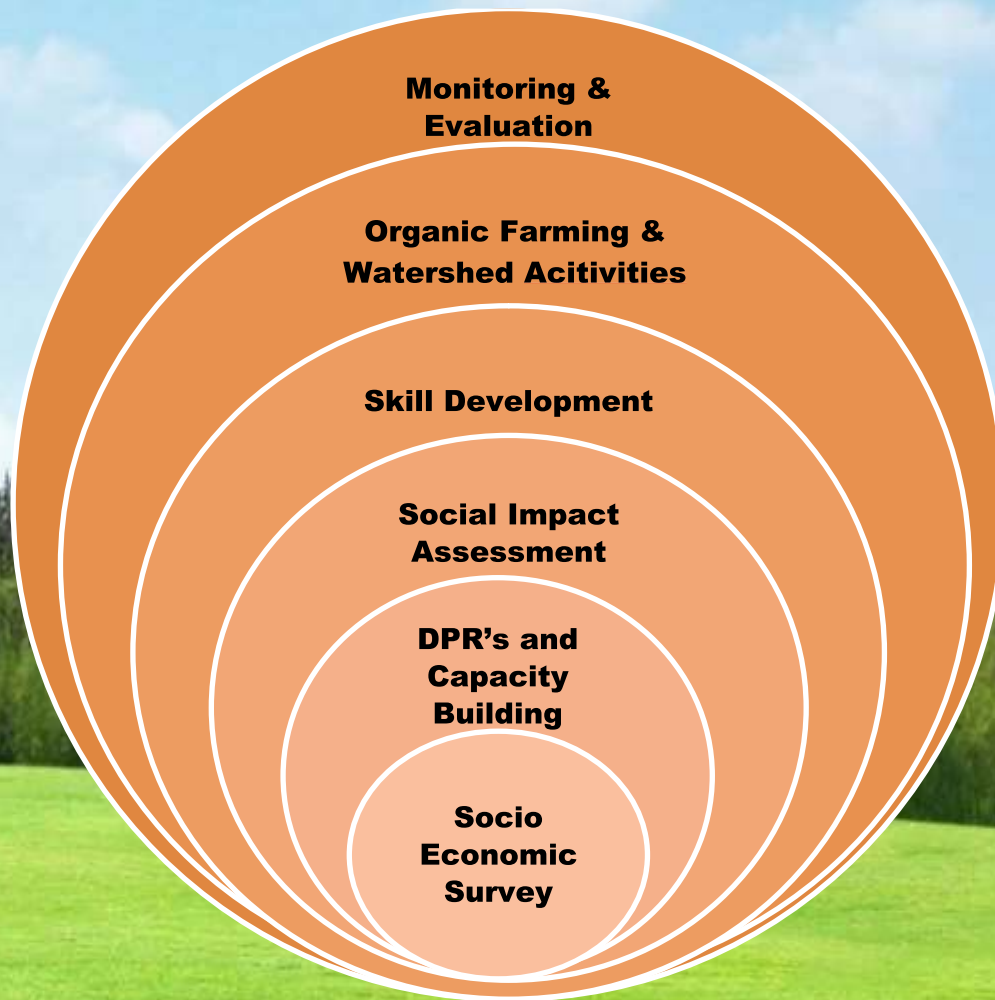 Monitoring &
Evaluation
Organic Farming &
Watershed Acitivities
Skill Development
Social Impact
Assessment
DPR’s and
Capacity
Building
Socio
Economic
Survey